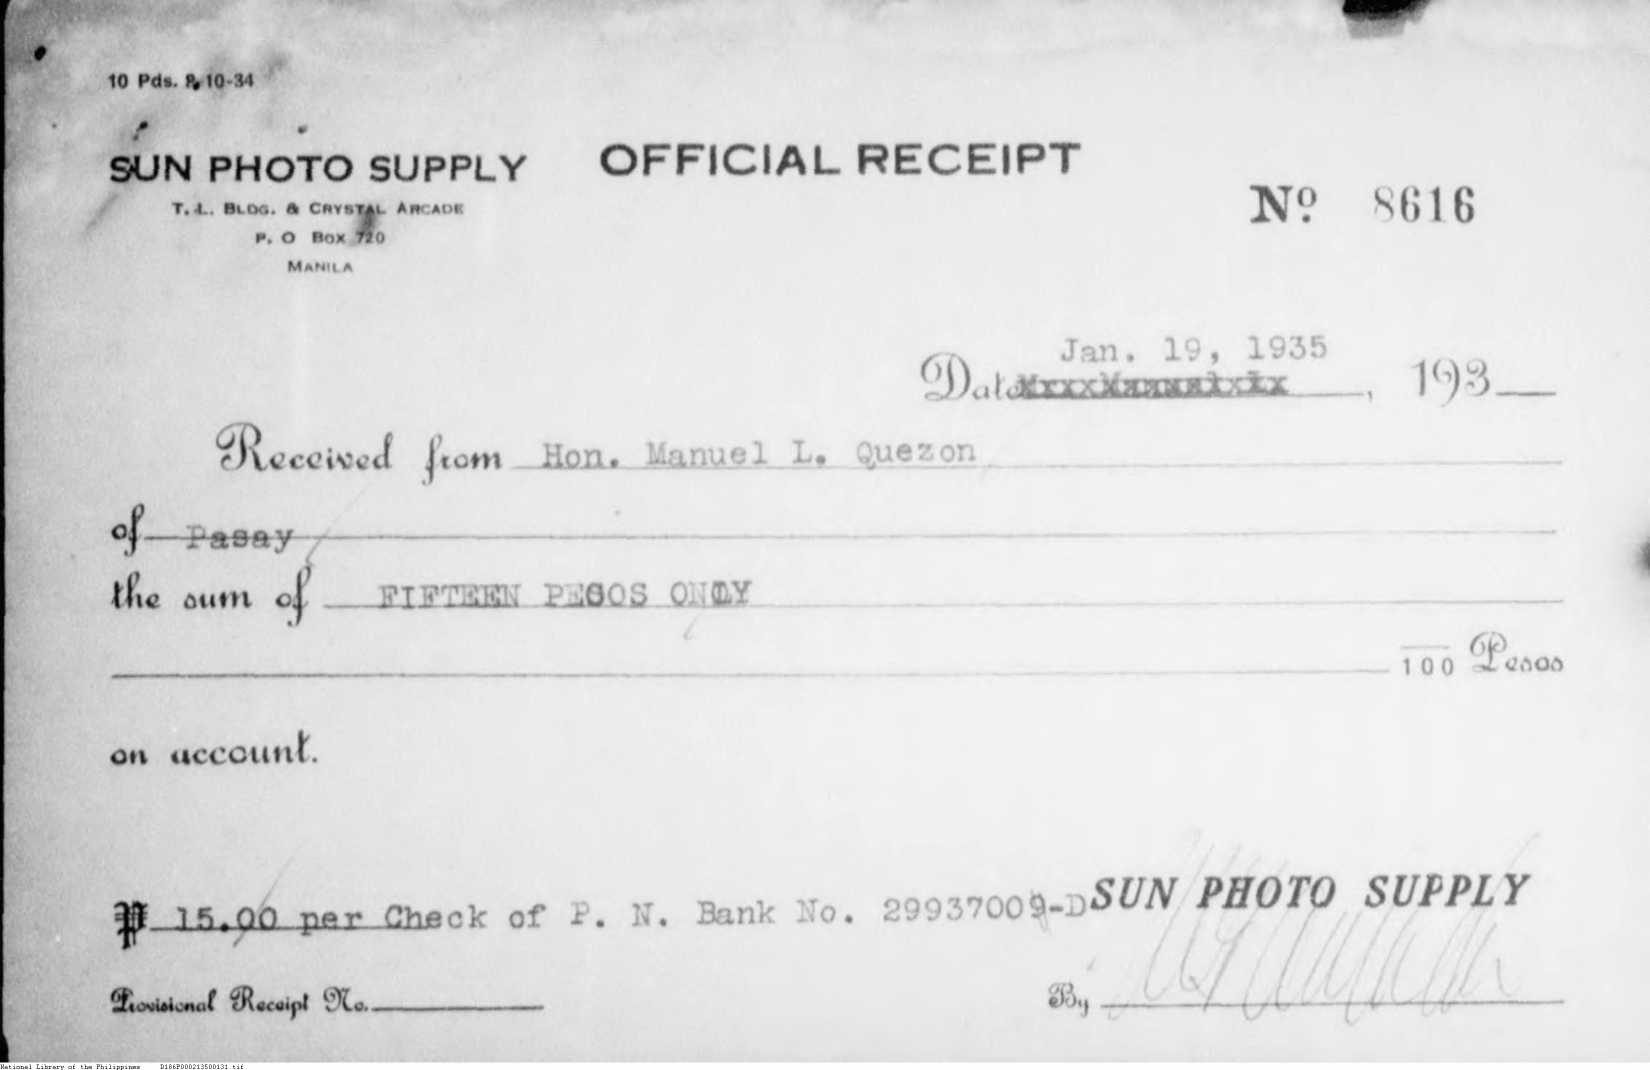 10 Pds. 8, 10-34
SUN PHOTO SUPPLY
OFFICIAL RECEIPT
T. L. BLDG. & CRYSTAL ARCADE
P. O Box 720
MANILA
Nº 8616
Jan. 19, 1935
Date , 193
Received from Hon. Manuel L. Quezon
of Pasay
the sum of FIFTEEN PESOS ONLY
100 Pesos
on account.
₱ 15.00 per Check of P. N. Bank No. 29937009-D
SUN PHOTO SUPPLY
Provisional Receipt No.
By
National Library of the Philippines D186P000213500131.tif